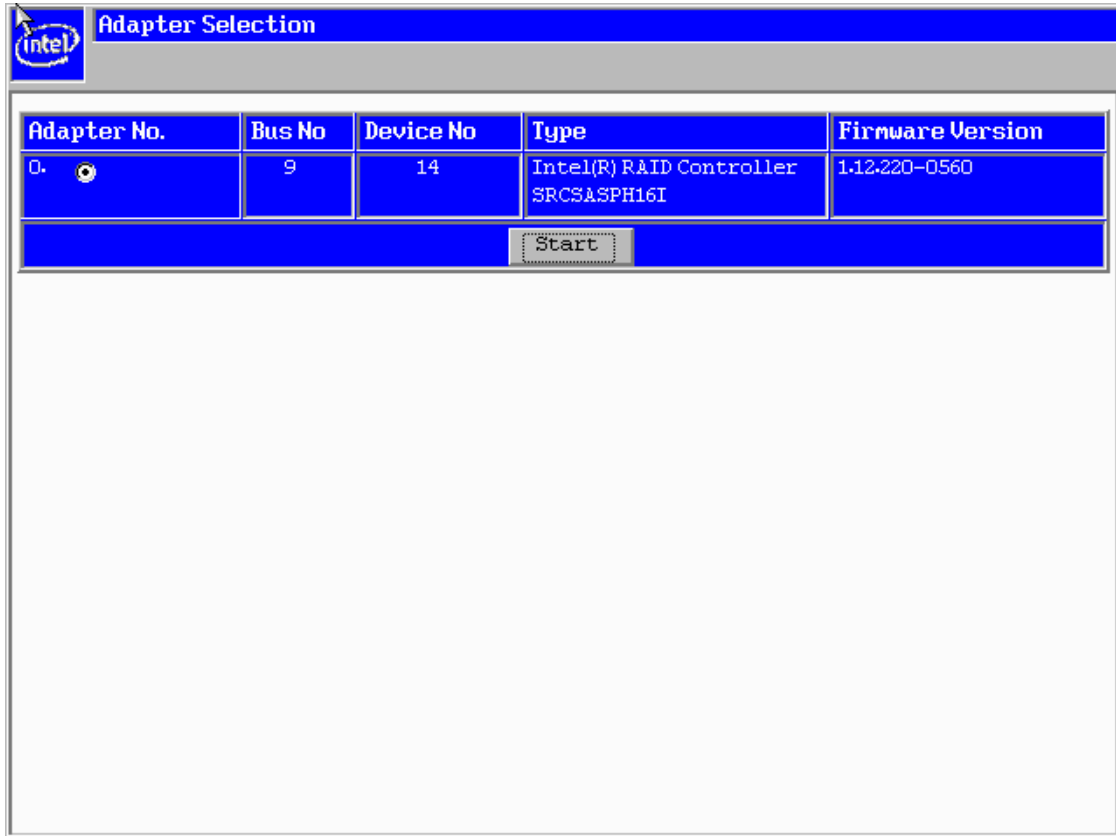 intel
Adapter Selection
Adapter No. Bus No Device No Type Firmware Version
0. 9 14 Intel(R) RAID Controller 1.12.220-0560
SRCSASPH16I
Start